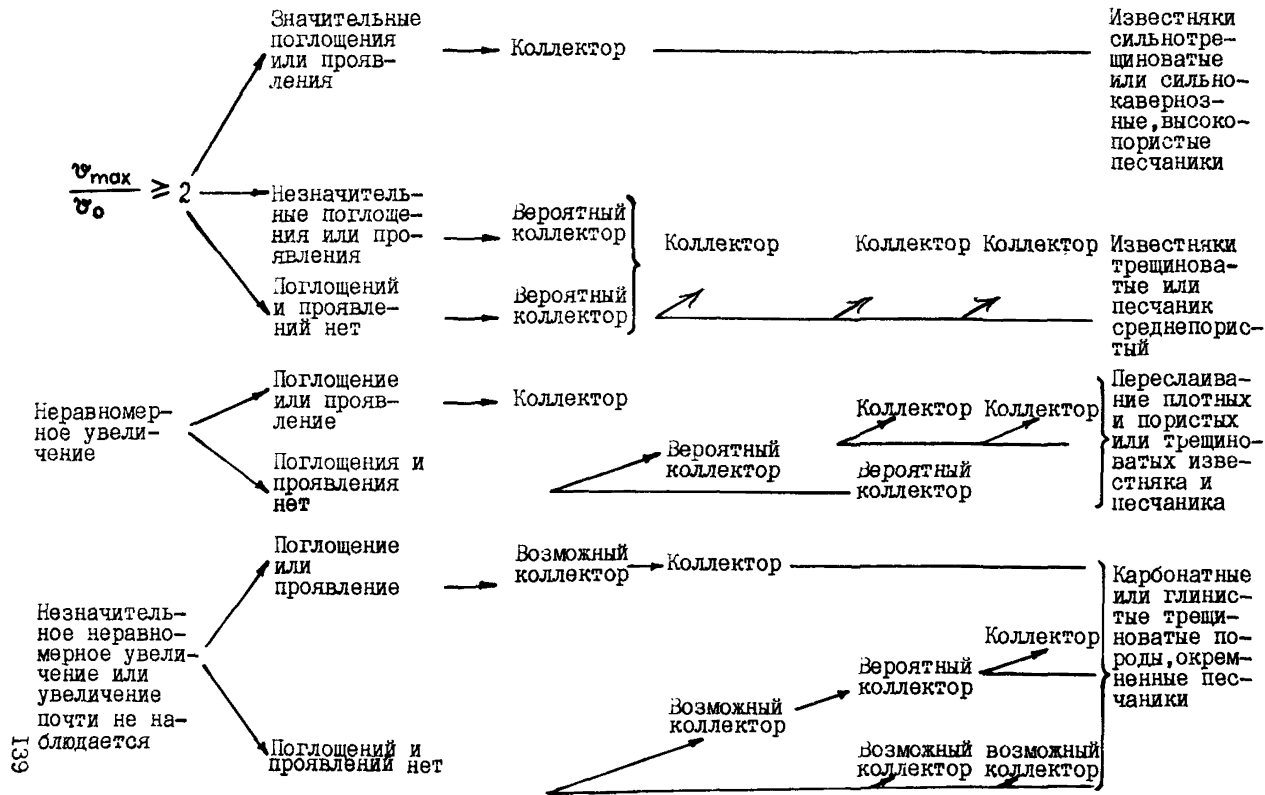 Значительные
поглощения
или прояв-
ления
Коллектор
Известняки
сильнотре-
щиноватые
или сильно-
каверноз-
ные,высоко-
пористые
песчаники
v max / v o ≥ 2
Незначитель-
ные поглоще-
ния или про-
явления
Вероятный
коллектор
Поглощений
и проявле-
ний нет
Вероятный
коллектор
Коллектор
Коллектор
Коллектор
Известняки
трещинова-
тые или
песчаник
среднепорис-
тый
Неравномер-
ное увели-
чение
Поглощение
или прояв-
ление
Коллектор
Поглощения и
проявления
нет
Вероятный
коллектор
Коллектор
Коллектор
Вероятный
коллектор
Переслаива-
ние плотных
и пористых
или трещино-
ватых изве-
стняка и
песчаника
Незначитель-
ное неравно-
мерное увели-
чение или
увеличение
почти не на-
блюдается
Поглощение
или
проявление
Возможный
коллектор
Коллектор
Поглощений и
проявлений нет
Возможный
коллектор
Вероятный
коллектор
Коллектор
Возможный
коллектор
возможный
коллектор
Карбонатные
или глинис-
тые трещи-
новатые по-
роды,окрем-
ненные пес-
чаники
I39